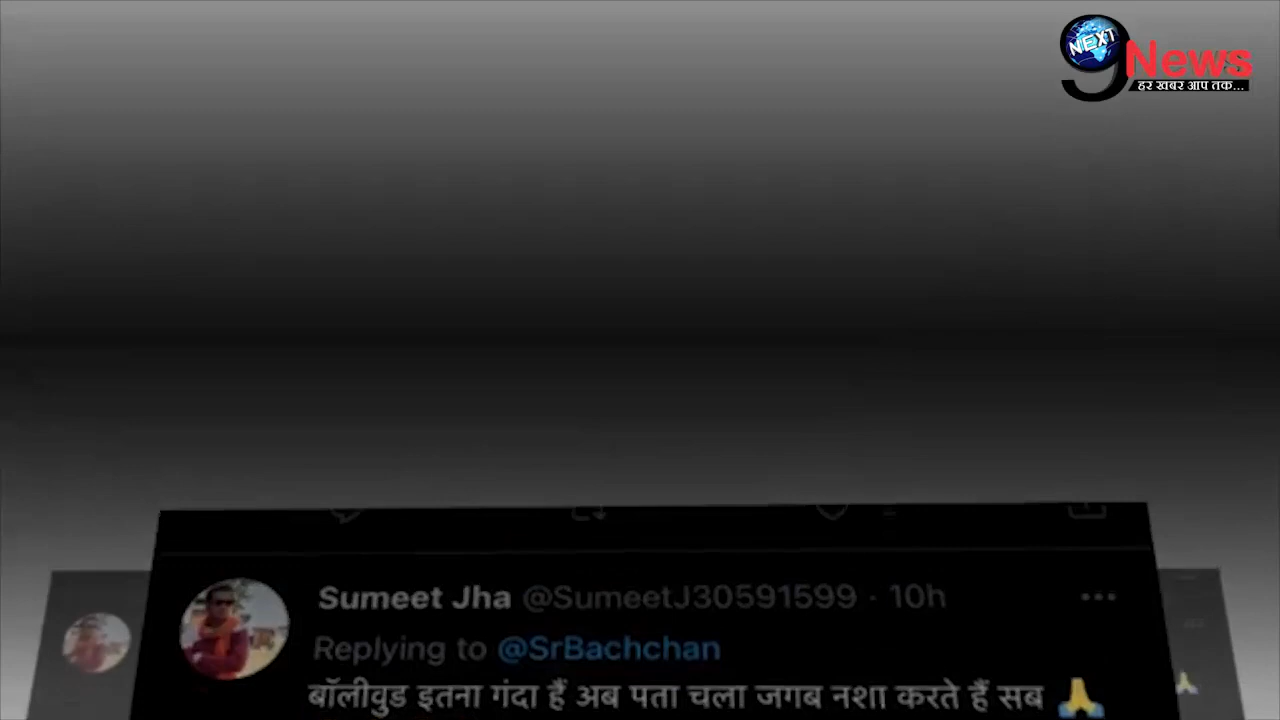 NEXT
9 News
हर खबर आप तक...
Sumeet Jha @SumeetJ30591599 · 10h
Replying to @SrBachchan
बॉलीवुड इतना गंदा हैं अब पता चला जगब नशा करते हैं सब 🙏